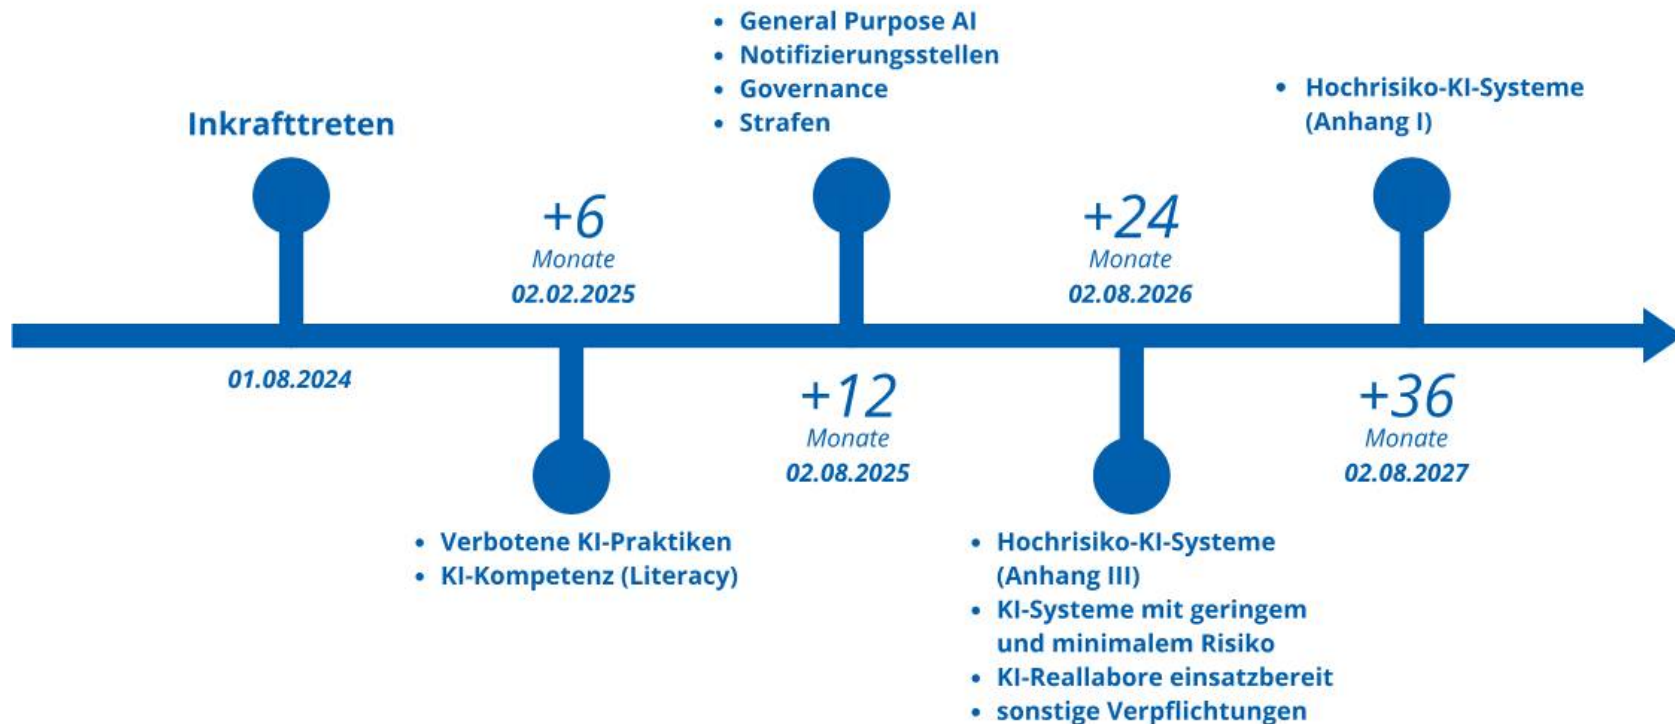 Inkrafttreten
01.08.2024
+6
Monate
02.02.2025
• Verbotene KI-Praktiken
• KI-Kompetenz (Literacy)
• General Purpose AI
• Notifizierungsstellen
• Governance
• Strafen
+12
Monate
02.08.2025
+24
Monate
02.08.2026
• Hochrisiko-KI-Systeme
(Anhang III)
• KI-Systeme mit geringem
und minimalem Risiko
• KI-Reallabore einsatzbereit
• sonstige Verpflichtungen
• Hochrisiko-KI-Systeme
(Anhang I)
+36
Monate
02.08.2027